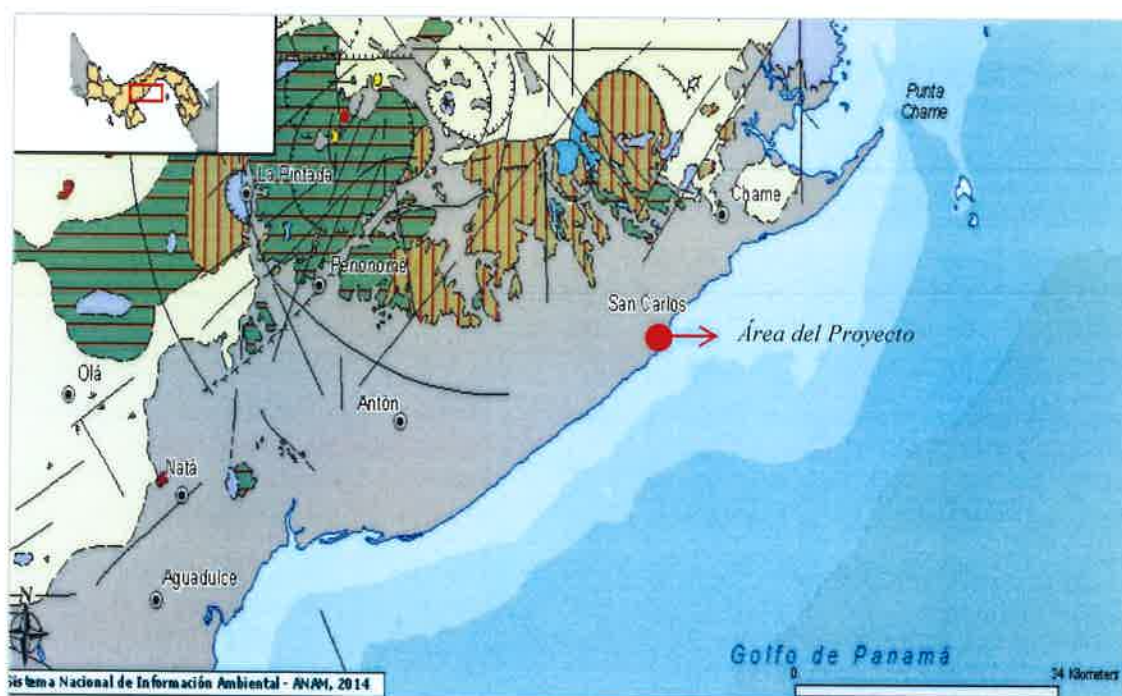 Punta
Chame
La Pintada
Chame
Penonomé
San Carlos
Área del Proyecto
Olá
Antón
Natá
Aguadulce
N
Golfo de Panamá
0
34 Kilometers
Sistema Nacional de Información Ambiental - ANAM, 2014